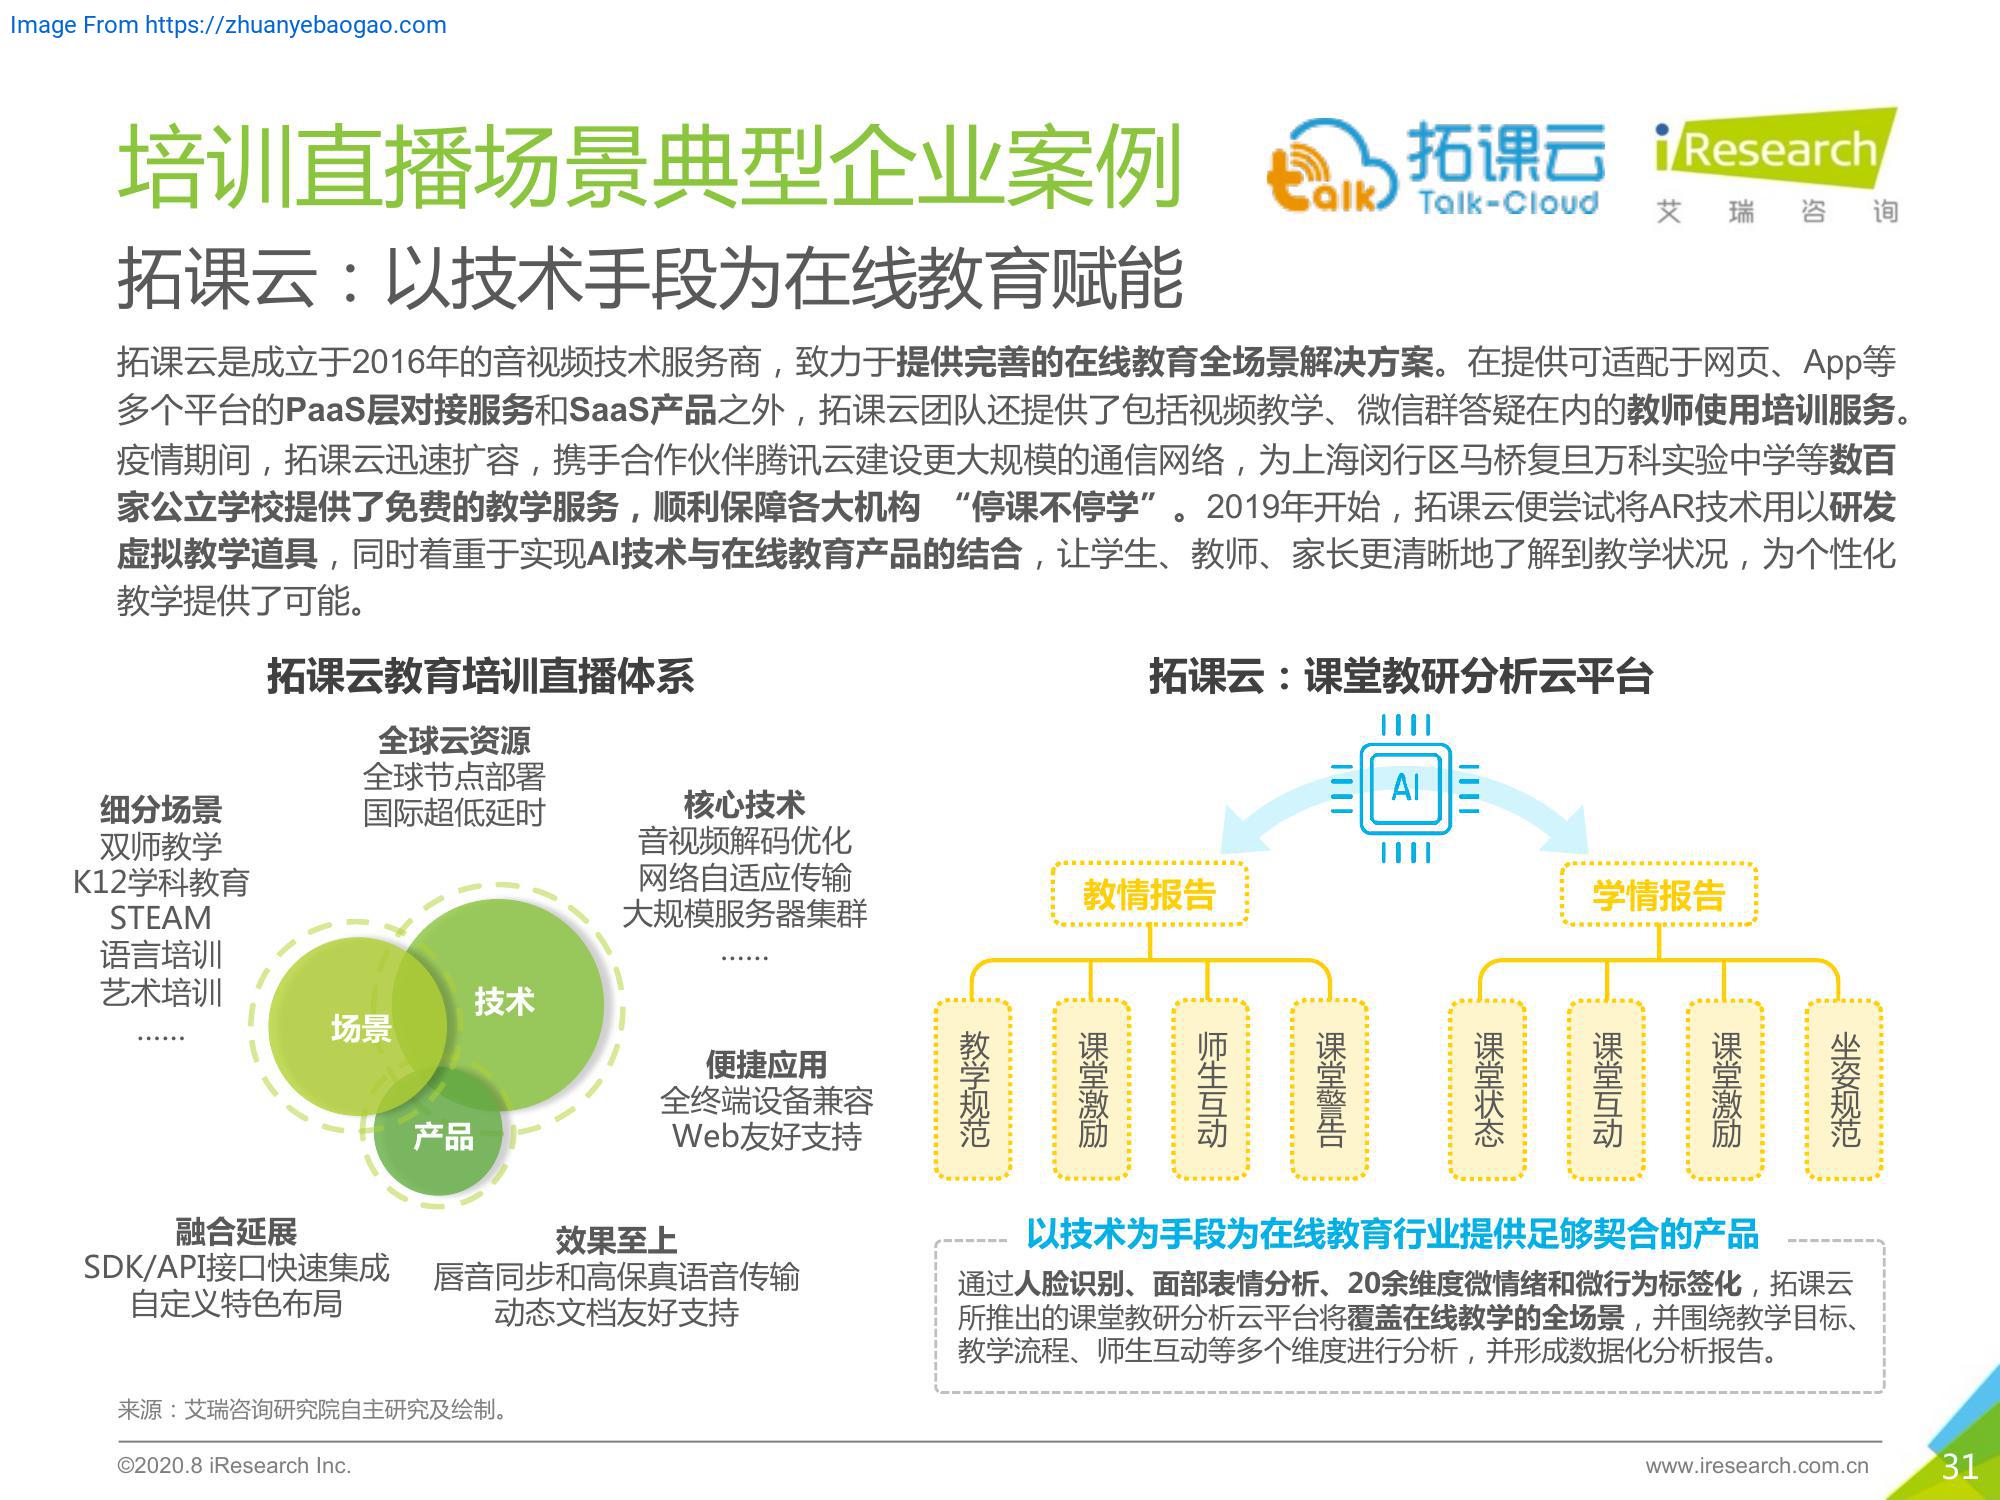 Image From https://zhuanyebaogao.com
培训直播场景典型企业案例
talk
拓课云
Talk-Cloud
iResearch
艾瑞咨询
拓课云：以技术手段为在线教育赋能
拓课云是成立于2016年的音视频技术服务商，致力于提供完善的在线教育全场景解决方案。在提供可适配于网页、App等
多个平台的PaaS层对接服务和SaaS产品之外，拓课云团队还提供了包括视频教学、微信群答疑在内的教师使用培训服务。
疫情期间，拓课云迅速扩容，携手合作伙伴腾讯云建设更大规模的通信网络，为上海闵行区马桥复旦万科实验中学等数百
家公立学校提供了免费的教学服务，顺利保障各大机构 “停课不停学”。2019年开始，拓课云便尝试将AR技术用以研发
虚拟教学道具，同时着重于实现AI技术与在线教育产品的结合，让学生、教师、家长更清晰地了解到教学状况，为个性化
教学提供了可能。
拓课云教育培训直播体系
全球云资源
全球节点部署
国际超低延时
细分场景
双师教学
K12学科教育
STEAM
语言培训
艺术培训
……
核心技术
音视频解码优化
网络自适应传输
大规模服务器集群
……
场景
技术
产品
便捷应用
全终端设备兼容
Web友好支持
融合延展
SDK/API接口快速集成
自定义特色布局
效果至上
唇音同步和高保真语音传输
动态文档友好支持
拓课云：课堂教研分析云平台
AI
教情报告
学情报告
教学规范
课堂激励
师生互动
课堂警告
课堂状态
课堂互动
课堂激励
坐姿规范
以技术为手段为在线教育行业提供足够契合的产品
通过人脸识别、面部表情分析、20余维度微情绪和微行为标签化，拓课云
所推出的课堂教研分析云平台将覆盖在线教学的全场景，并围绕教学目标、
教学流程、师生互动等多个维度进行分析，并形成数据化分析报告。
来源：艾瑞咨询研究院自主研究及绘制。
©2020.8 iResearch Inc.
www.iresearch.com.cn
31